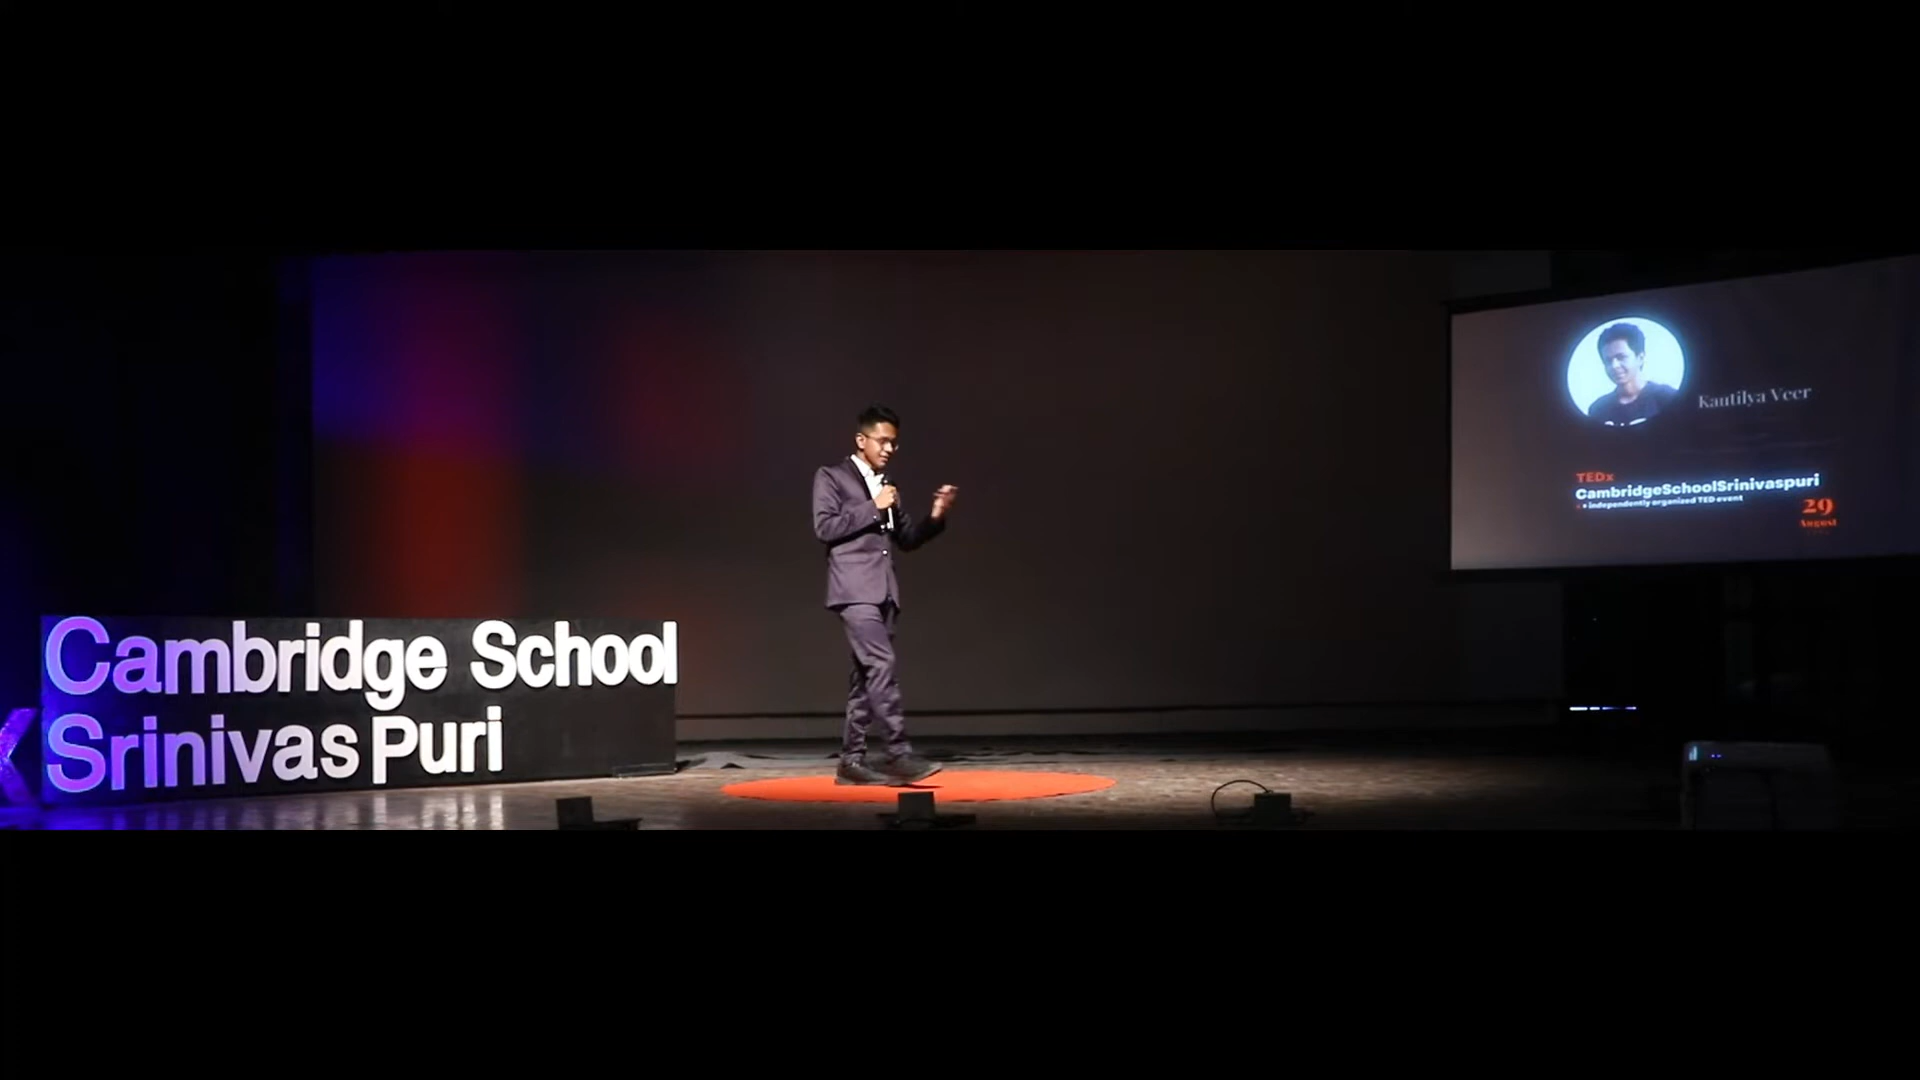 Cambridge School
Srinivas Puri
Kautilya Veer
TEDx
CambridgeSchoolSrinivaspuri
x = independently organized TED event
29
August